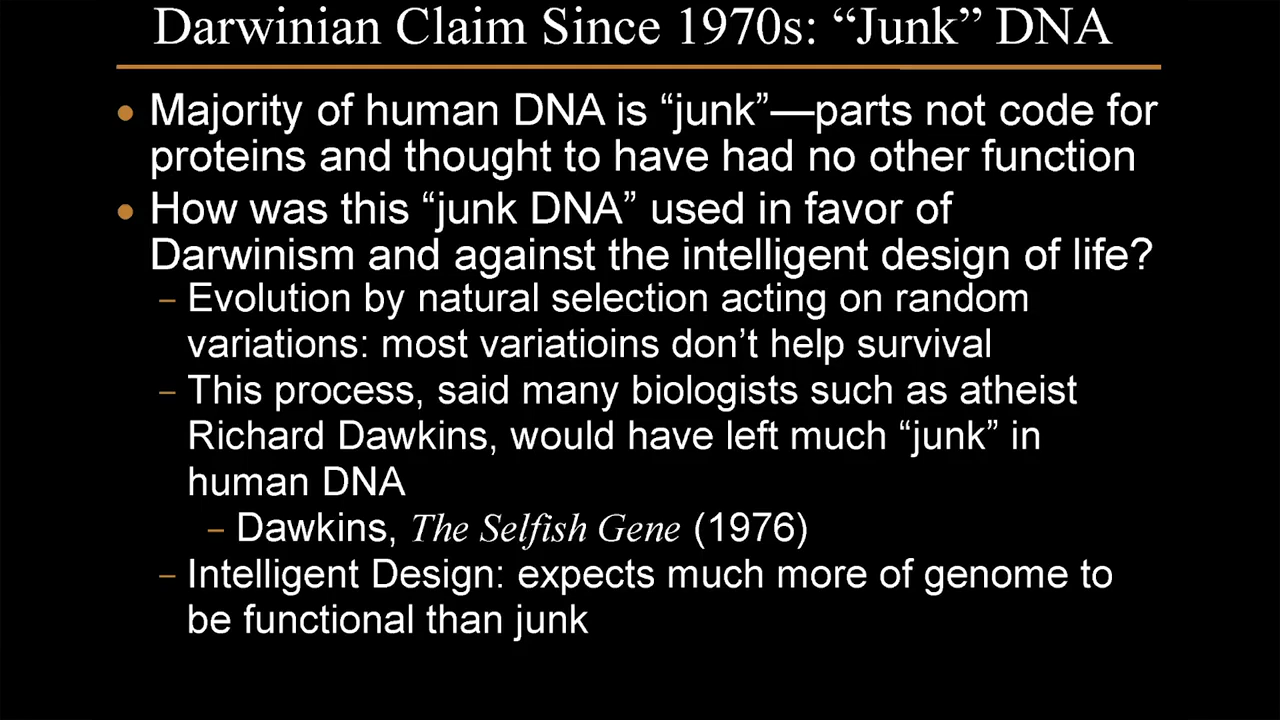 Darwinian Claim Since 1970s: “Junk” DNA
• Majority of human DNA is “junk”—parts not code for
proteins and thought to have had no other function
• How was this “junk DNA” used in favor of
Darwinism and against the intelligent design of life?
– Evolution by natural selection acting on random
variations: most variatioins don’t help survival
– This process, said many biologists such as atheist
Richard Dawkins, would have left much “junk” in
human DNA
– Dawkins, The Selfish Gene (1976)
– Intelligent Design: expects much more of genome to
be functional than junk